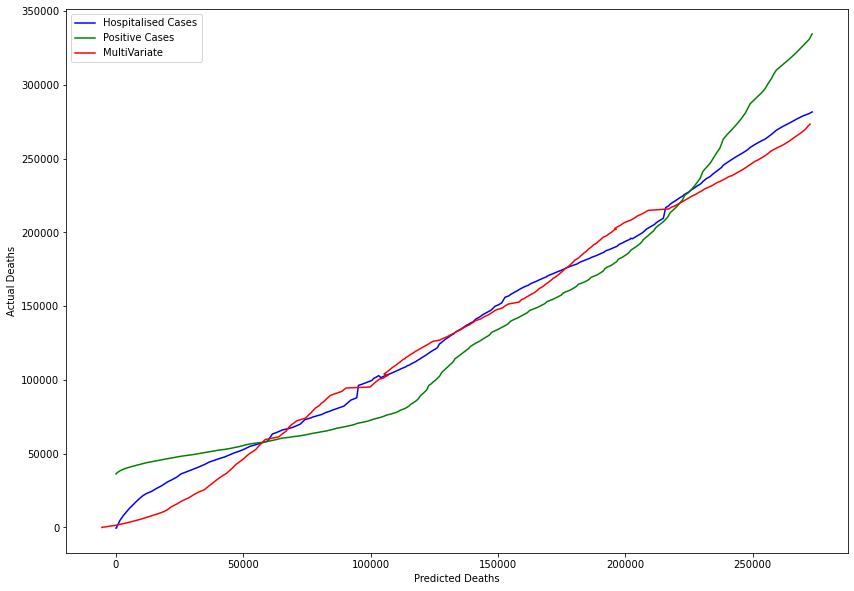 Hospitalised Cases
Positive Cases
MultiVariate
350000
300000
250000
200000
150000
100000
50000
0
Actual Deaths
0 50000 100000 150000 200000 250000
Predicted Deaths